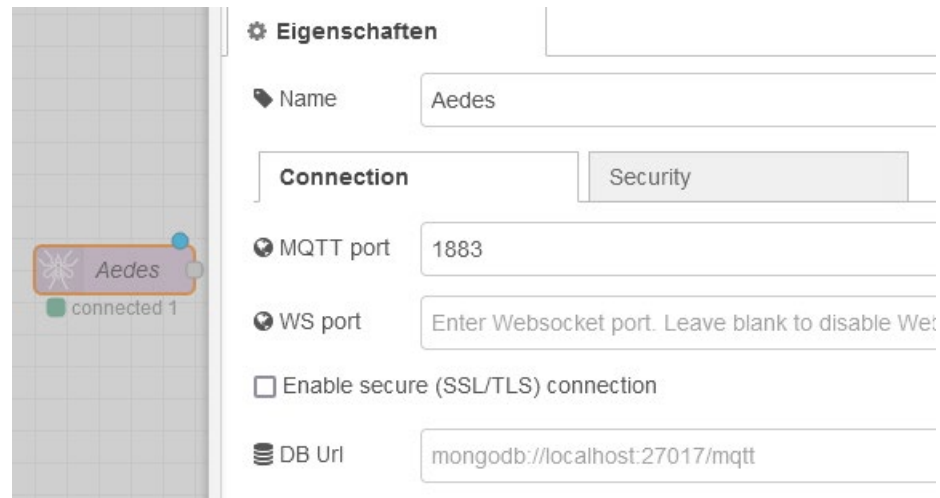 Eigenschaften
Name
Aedes
Connection
Security
MQTT port
1883
Aedes
connected 1
WS port
Enter Websocket port. Leave blank to disable We
Enable secure (SSL/TLS) connection
DB Url
mongodb://localhost:27017/mqtt